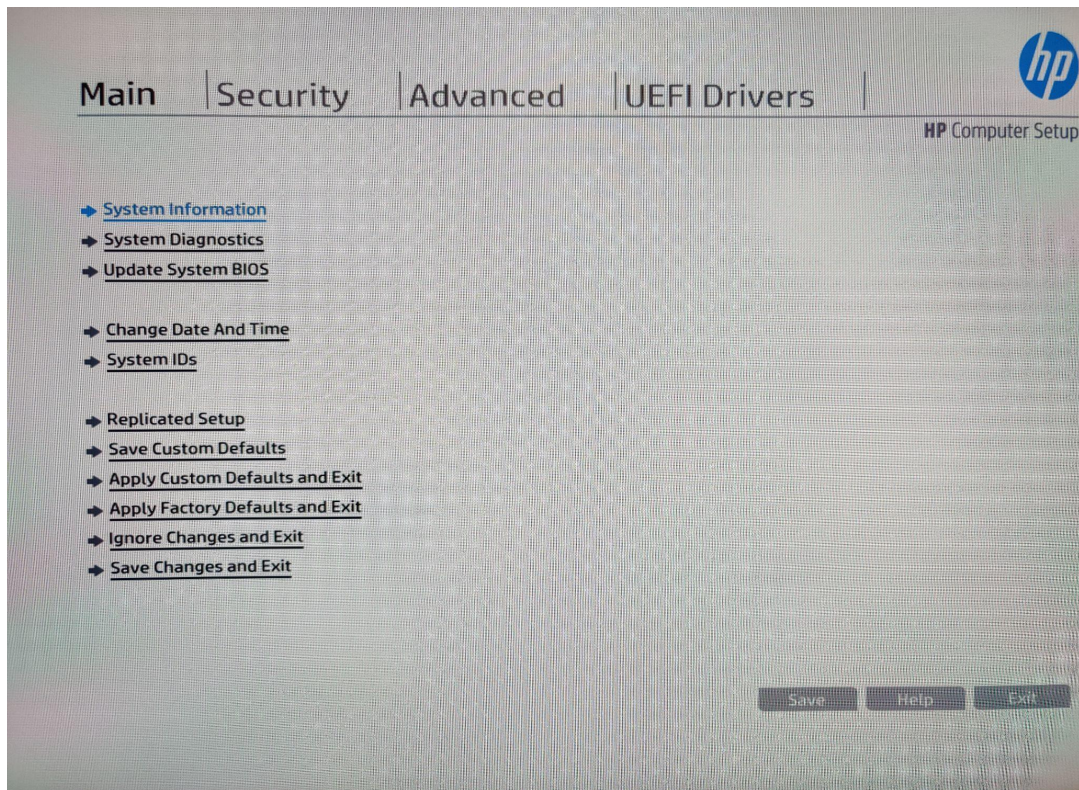 hp
Main Security Advanced UEFI Drivers
HP Computer Setup
System Information
System Diagnostics
Update System BIOS
Change Date And Time
System IDs
Replicated Setup
Save Custom Defaults
Apply Custom Defaults and Exit
Apply Factory Defaults and Exit
Ignore Changes and Exit
Save Changes and Exit
Save Help Exit